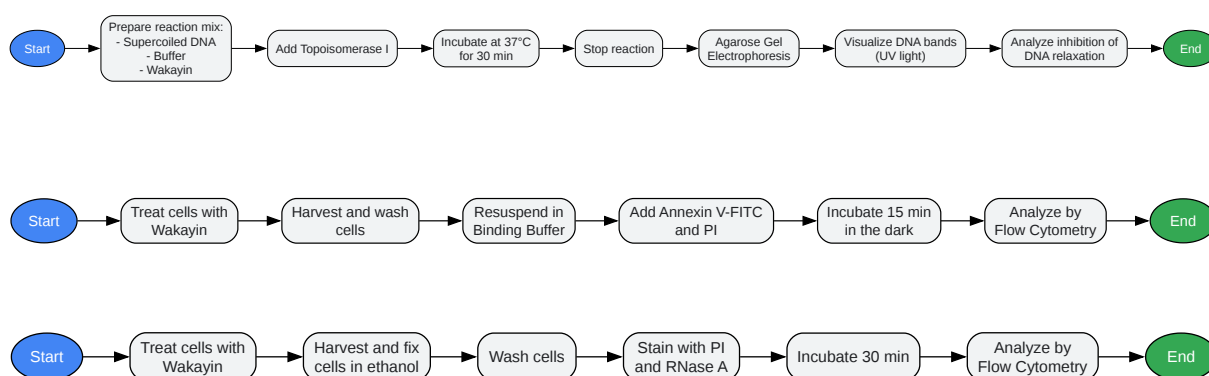 Start
Prepare reaction mix:
- Supercoiled DNA
- Buffer
- Wakayin
Add Topoisomerase I
Incubate at 37°C
for 30 min
Stop reaction
Agarose Gel
Electrophoresis
Visualize DNA bands
(UV light)
Analyze inhibition of
DNA relaxation
End
Start
Treat cells with
Wakayin
Harvest and wash
cells
Resuspend in
Binding Buffer
Add Annexin V-FITC
and PI
Incubate 15 min
in the dark
Analyze by
Flow Cytometry
End
Start
Treat cells with
Wakayin
Harvest and fix
cells in ethanol
Wash cells
Stain with PI
and RNase A
Incubate 30 min
Analyze by
Flow Cytometry
End